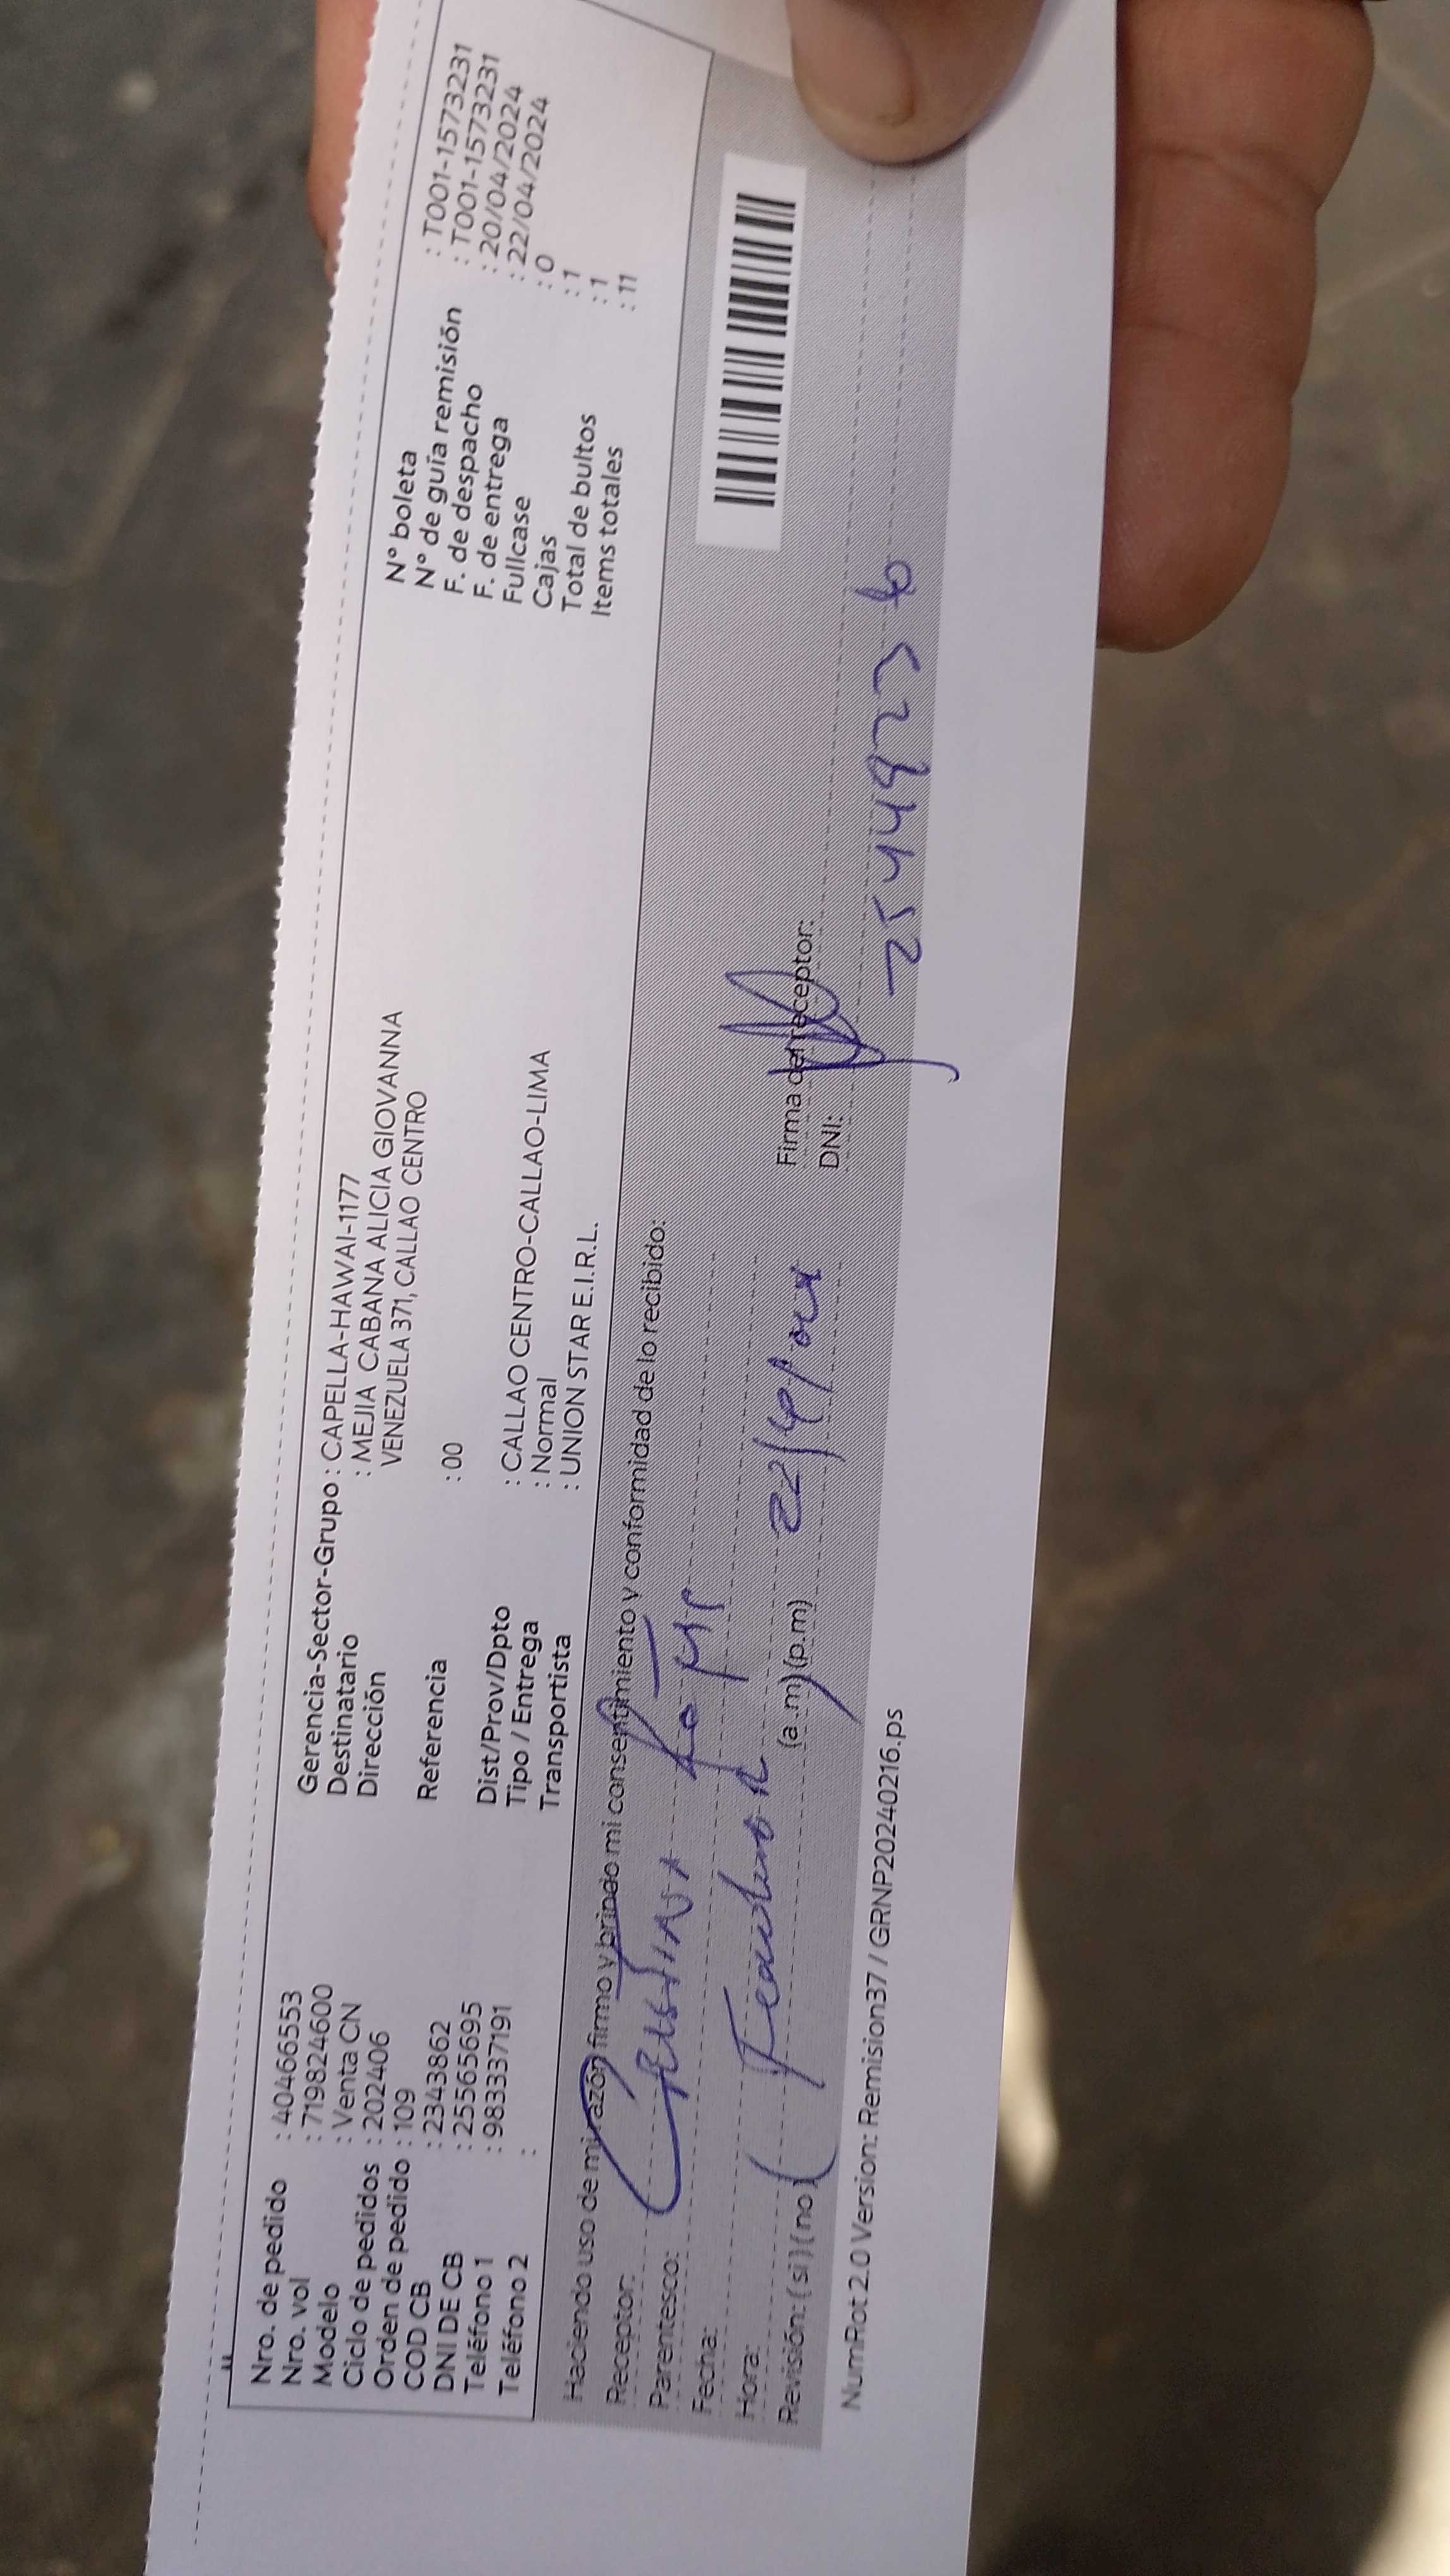 Nro. de pedido : 40466553
Nro. vol : 7198244600
Modelo : Venta CN
Ciclo de pedidos : 202406
Orden de pedido : 109
COD CB : 2343862
DNI DE CB : 25565695
Teléfono 1 : 983337191
Teléfono 2 :
Gerencia-Sector-Grupo : CAPELLA-HAWAI-1177
Destinatario : MEJIA CABANA ALICIA GIOVANNA
Dirección VENEZUELA 371, CALLAO CENTRO
Referencia : 00
Dist/Prov/Dpto : CALLAO CENTRO-CALLAO-LIMA
Tipo / Entrega : Normal
Transportista : UNION STAR E.I.R.L.
N° boleta : T001-1573231
N° de guía remisión : T001-1573231
F. de despacho : 20/04/2024
F. de entrega : 22/04/2024
Fullcase : 0
Cajas : 1
Total de bultos : 1
Items totales : 11
Haciendo uso de mi razón firmo y brindo mi consentimiento y conformidad de lo recibido:
Receptor:
Parentesco:
Fecha:
Hora: (a.m) (p.m)
Revisión: (si) (no)
Firma del receptor:
DNI:
NumPot 2.0 Version: Remision37 / GRNP20240216.ps